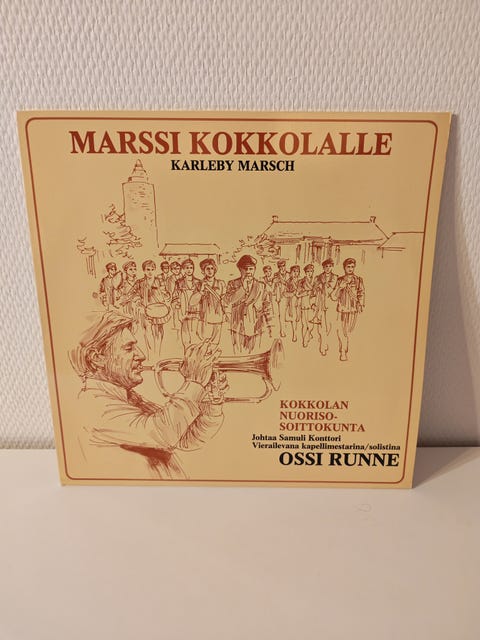 MARSSI KOKKOLALLE
KARLEBY MARSCH
KOKKOLAN
NUORISO-
SOITTOKUNTA
Johtaa Samuli Konttori
Vierailevana kapellimestarina/solistina
OSSI RUNNE